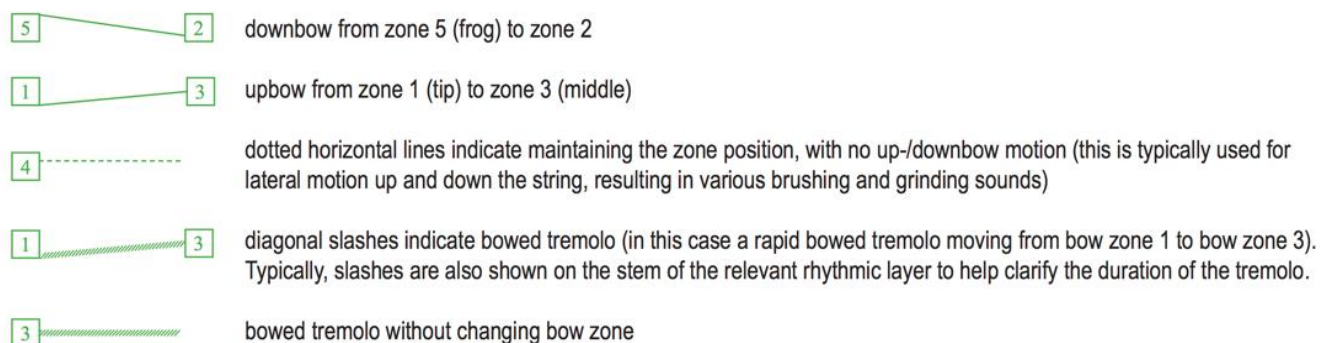 5 2 downbow from zone 5 (frog) to zone 2
1 3 upbow from zone 1 (tip) to zone 3 (middle)
4 dotted horizontal lines indicate maintaining the zone position, with no up-/downbow motion (this is typically used for
lateral motion up and down the string, resulting in various brushing and grinding sounds)
1 3 diagonal slashes indicate bowed tremolo (in this case a rapid bowed tremolo moving from bow zone 1 to bow zone 3).
Typically, slashes are also shown on the stem of the relevant rhythmic layer to help clarify the duration of the tremolo.
3 bowed tremolo without changing bow zone